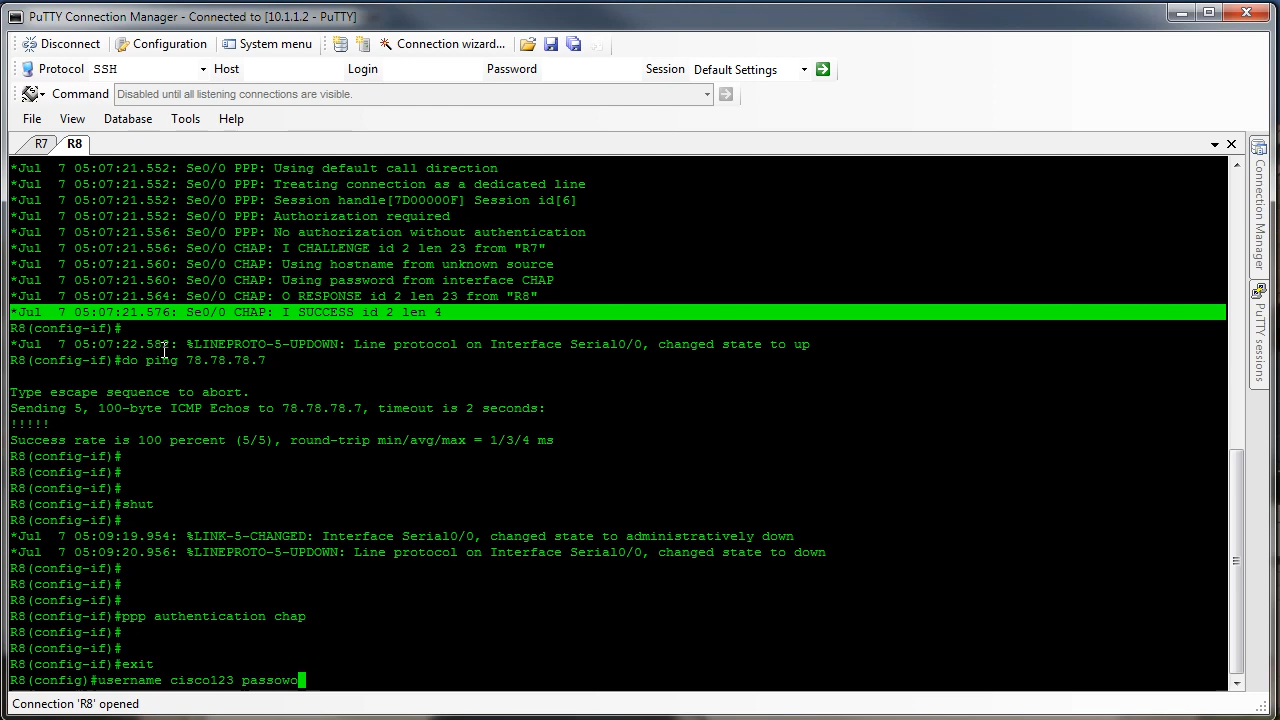 PuTTY Connection Manager - Connected to [10.1.1.2 - PuTTY]
Disconnect Configuration System menu Connection wizard...
Protocol SSH Host Login Password Session Default Settings
Command Disabled until all listening connections are visible.
File View Database Tools Help
R7 R8
*Jul  7 05:07:21.552: Se0/0 PPP: Using default call direction
*Jul  7 05:07:21.552: Se0/0 PPP: Treating connection as a dedicated line
*Jul  7 05:07:21.552: Se0/0 PPP: Session handle[7D00000F] Session id[6]
*Jul  7 05:07:21.552: Se0/0 PPP: Authorization required
*Jul  7 05:07:21.556: Se0/0 PPP: No authorization without authentication
*Jul  7 05:07:21.556: Se0/0 CHAP: I CHALLENGE id 2 len 23 from "R7"
*Jul  7 05:07:21.560: Se0/0 CHAP: Using hostname from unknown source
*Jul  7 05:07:21.560: Se0/0 CHAP: Using password from interface CHAP
*Jul  7 05:07:21.564: Se0/0 CHAP: O RESPONSE id 2 len 23 from "R8"
*Jul  7 05:07:21.576: Se0/0 CHAP: I SUCCESS id 2 len 4
R8(config-if)#
*Jul  7 05:07:22.582: %LINEPROTO-5-UPDOWN: Line protocol on Interface Serial0/0, changed state to up
R8(config-if)#do ping 78.78.78.7
Type escape sequence to abort.
Sending 5, 100-byte ICMP Echos to 78.78.78.7, timeout is 2 seconds:
!!!!!
Success rate is 100 percent (5/5), round-trip min/avg/max = 1/3/4 ms
R8(config-if)#
R8(config-if)#
R8(config-if)#
R8(config-if)#shut
R8(config-if)#
*Jul  7 05:09:19.954: %LINK-5-CHANGED: Interface Serial0/0, changed state to administratively down
*Jul  7 05:09:20.956: %LINEPROTO-5-UPDOWN: Line protocol on Interface Serial0/0, changed state to down
R8(config-if)#
R8(config-if)#
R8(config-if)#
R8(config-if)#ppp authentication chap
R8(config-if)#
R8(config-if)#
R8(config-if)#exit
R8(config)#username cisco123 passowo
Connection Manager
PuTTY sessions
Connection 'R8' opened